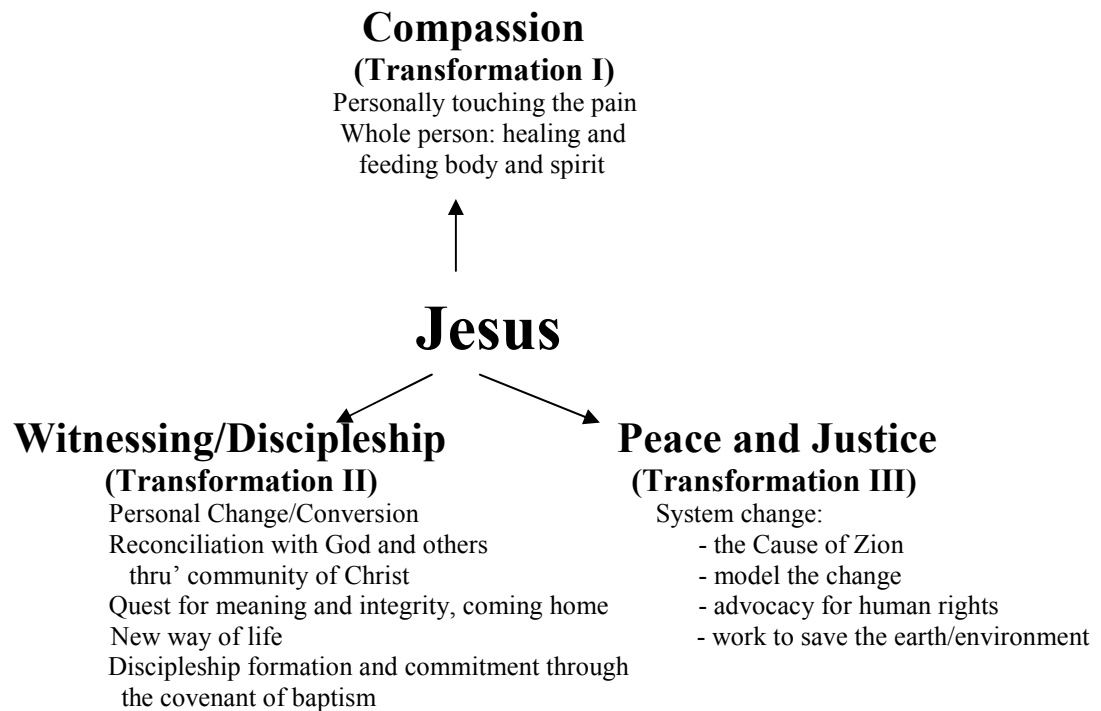 Compassion
(Transformation I)
Personally touching the pain
Whole person: healing and
feeding body and spirit
Jesus
Witnessing/Discipleship
(Transformation II)
Personal Change/Conversion
Reconciliation with God and others
thru’ community of Christ
Quest for meaning and integrity, coming home
New way of life
Discipleship formation and commitment through
the covenant of baptism
Peace and Justice
(Transformation III)
System change:
- the Cause of Zion
- model the change
- advocacy for human rights
- work to save the earth/environment